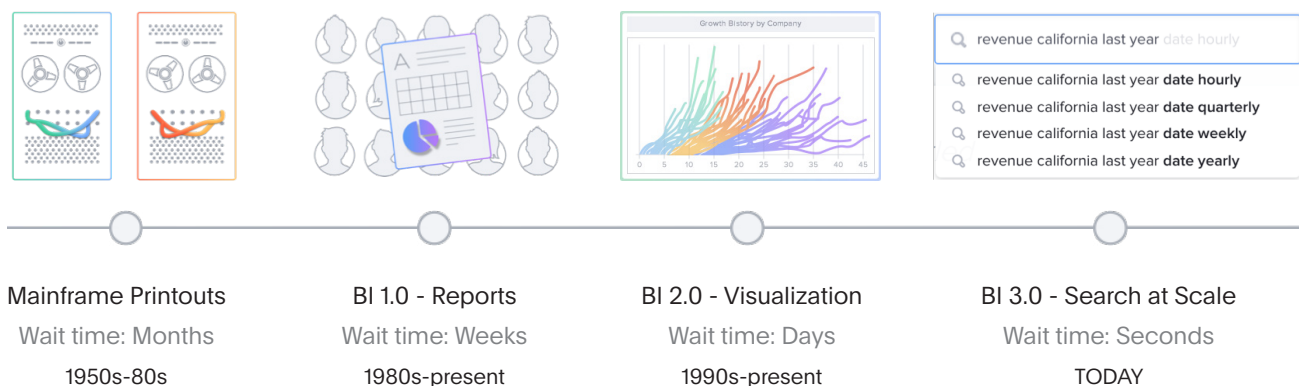 Growth Bistory by Company
0 5 10 15 20 25 30 35 40 45
A
revenue california last year date hourly
revenue california last year date hourly
revenue california last year date quarterly
revenue california last year date weekly
revenue california last year date yearly
Mainframe Printouts
Wait time: Months
1950s-80s
BI 1.0 - Reports
Wait time: Weeks
1980s-present
BI 2.0 - Visualization
Wait time: Days
1990s-present
BI 3.0 - Search at Scale
Wait time: Seconds
TODAY